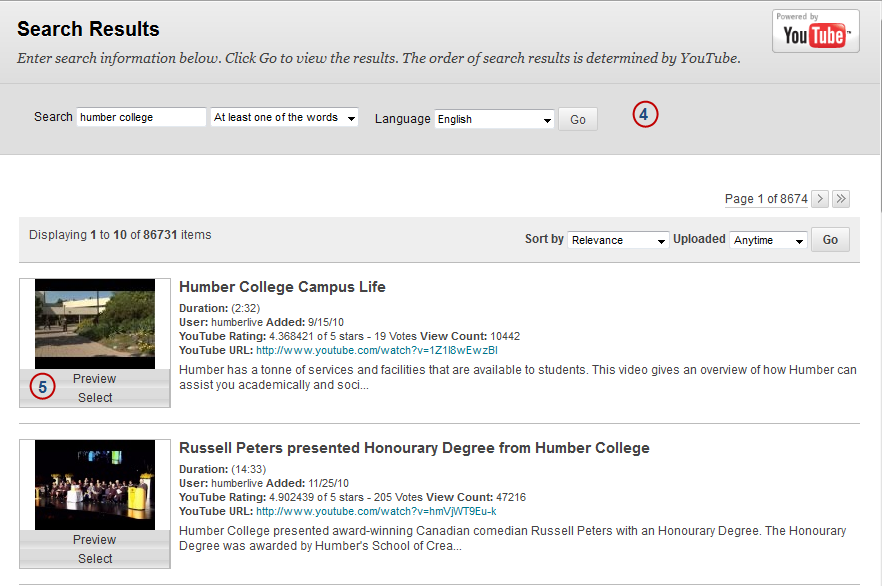 Search Results
Powered by
YouTube
Enter search information below. Click Go to view the results. The order of search results is determined by YouTube.
Search humber college At least one of the words Language English Go 4
Page 1 of 8674 > »
Displaying 1 to 10 of 86731 items Sort by Relevance Uploaded Anytime Go
Humber College Campus Life
Duration: (2:32)
User: humberlive Added: 9/15/10
YouTube Rating: 4.368421 of 5 stars - 19 Votes View Count: 10442
YouTube URL: http://www.youtube.com/watch?v=1Z1I8wEwzBI
Humber has a tonne of services and facilities that are available to students. This video gives an overview of how Humber can
assist you academically and soci...
5 Preview
Select
Russell Peters presented Honourary Degree from Humber College
Duration: (14:33)
User: humberlive Added: 11/25/10
YouTube Rating: 4.902439 of 5 stars - 205 Votes View Count: 47216
YouTube URL: http://www.youtube.com/watch?v=hmVjWT9Eu-k
Humber College presented award-winning Canadian comedian Russell Peters with an Honourary Degree. The Honourary
Degree was awarded by Humber's School of Crea...
Preview
Select